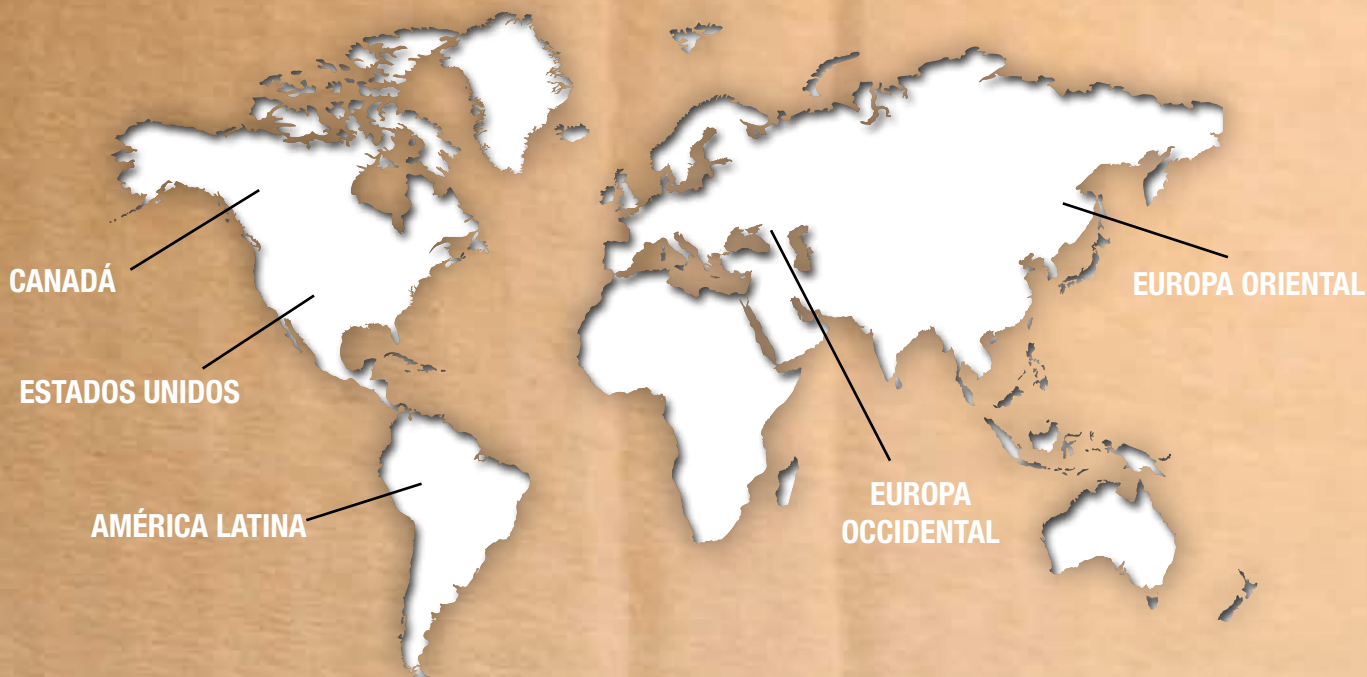 CANADÁ
EUROPA ORIENTAL
ESTADOS UNIDOS
AMÉRICA LATINA
EUROPA
OCCIDENTAL